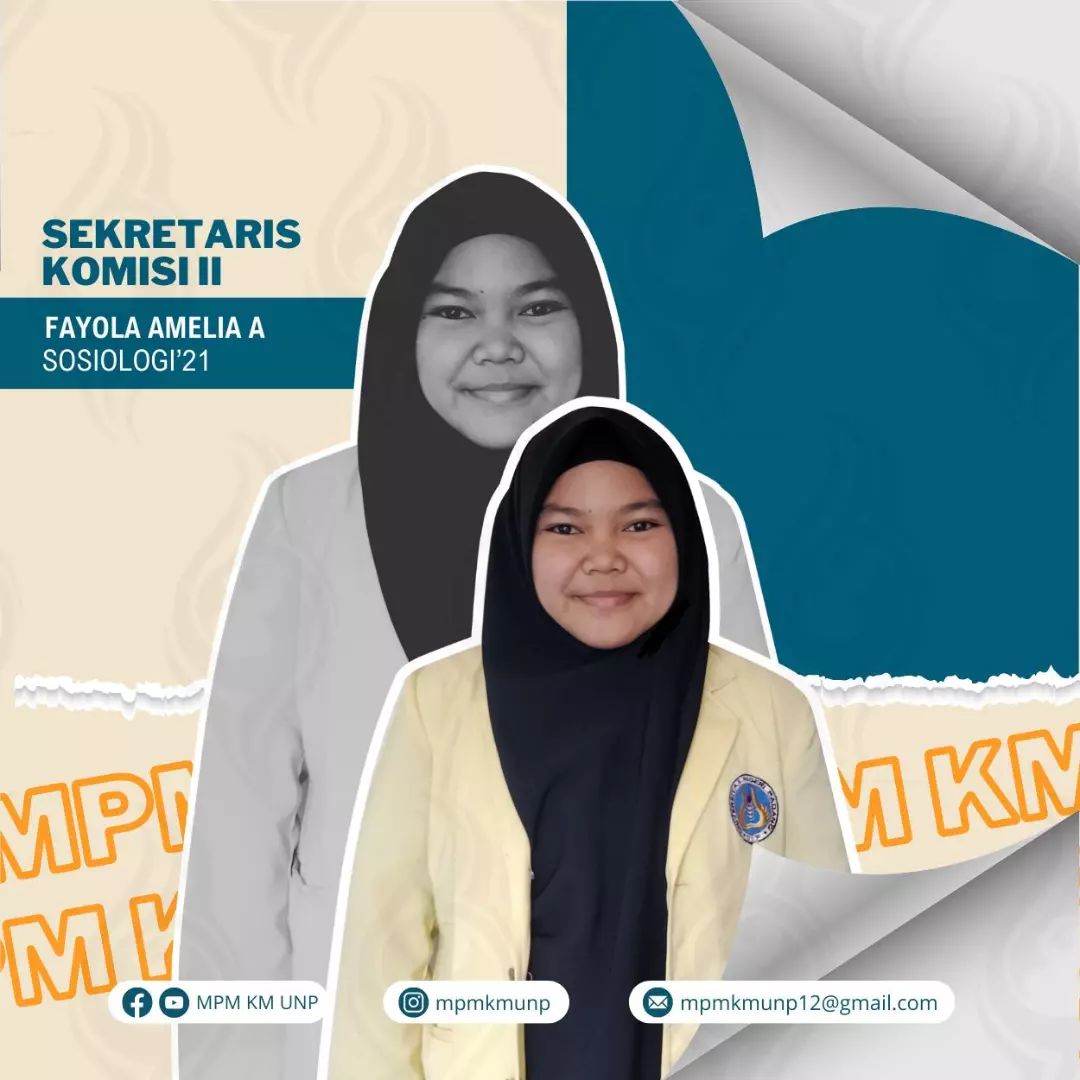 SEKRETARIS
KOMISI II
FAYOLA AMELIA A
SOSIOLOGI'21
MPM
M KM
PM K
MPM KM UNP
mpmkmunp
mpmkmunp12@gmail.com